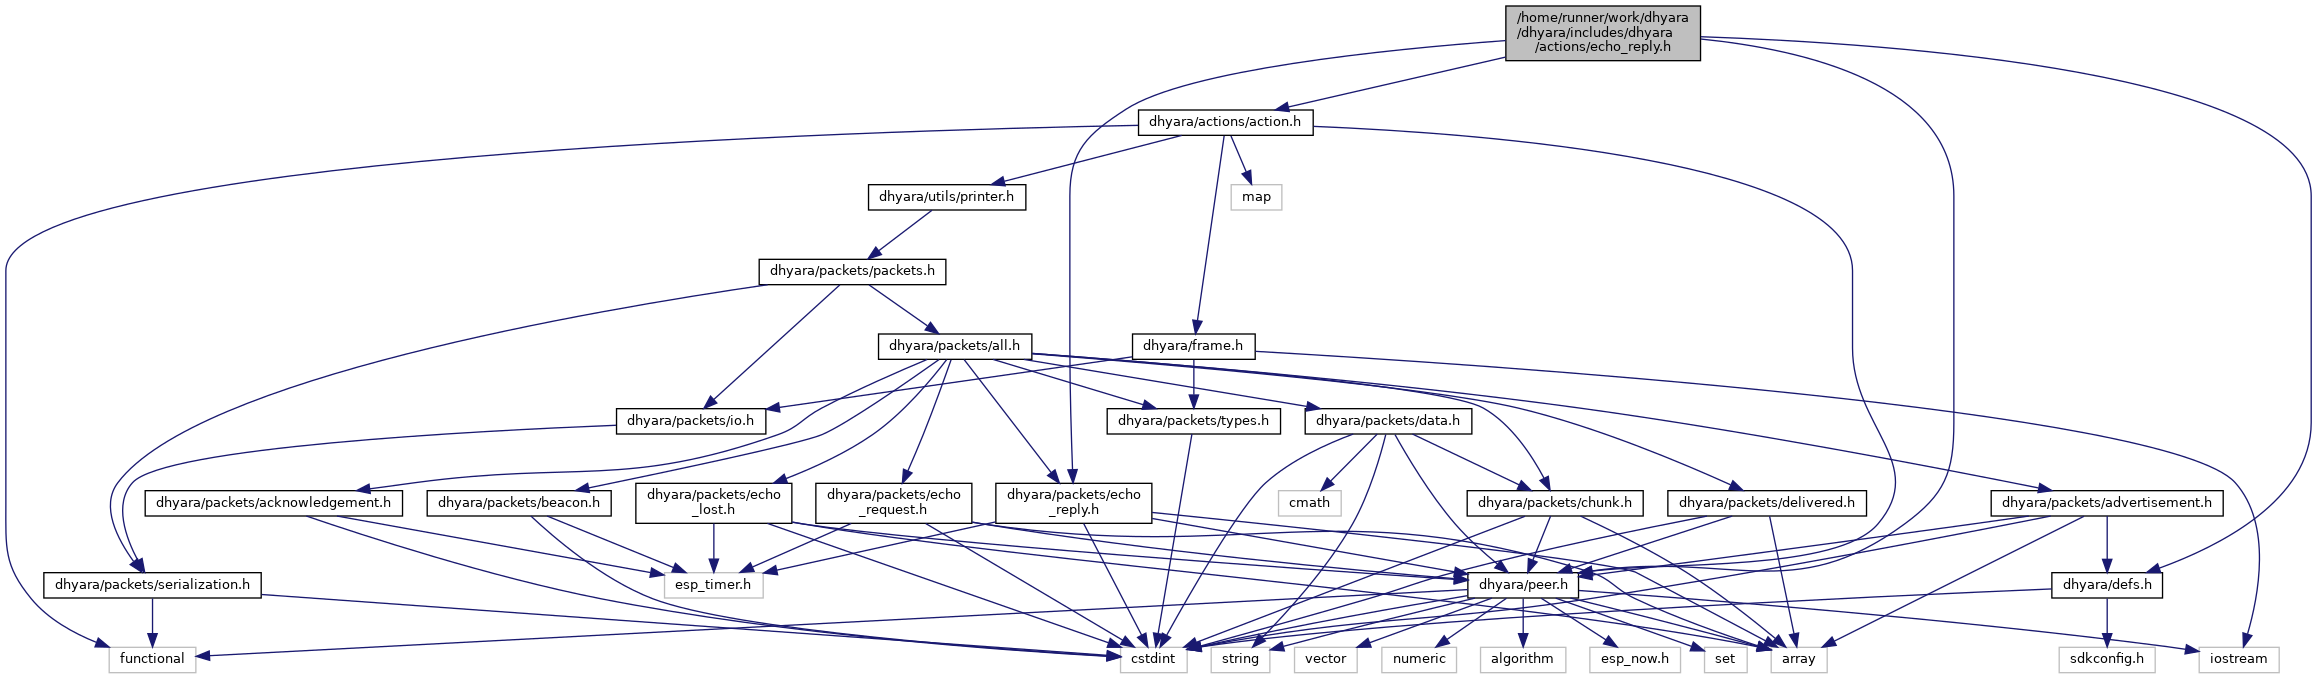 /home/runner/work/dhyara
/dhyara/includes/dhyara
/actions/echo_reply.h
dhyara/actions/action.h
dhyara/utils/printer.h
map
dhyara/packets/packets.h
dhyara/packets/all.h
dhyara/frame.h
dhyara/packets/io.h
dhyara/packets/types.h
dhyara/packets/data.h
dhyara/packets/acknowledgement.h
dhyara/packets/beacon.h
dhyara/packets/echo
_lost.h
dhyara/packets/echo
_request.h
dhyara/packets/echo
_reply.h
cmath
dhyara/packets/chunk.h
dhyara/packets/delivered.h
dhyara/packets/advertisement.h
dhyara/packets/serialization.h
esp_timer.h
dhyara/peer.h
dhyara/defs.h
functional
cstdint
string
vector
numeric
algorithm
esp_now.h
set
array
sdkconfig.h
iostream